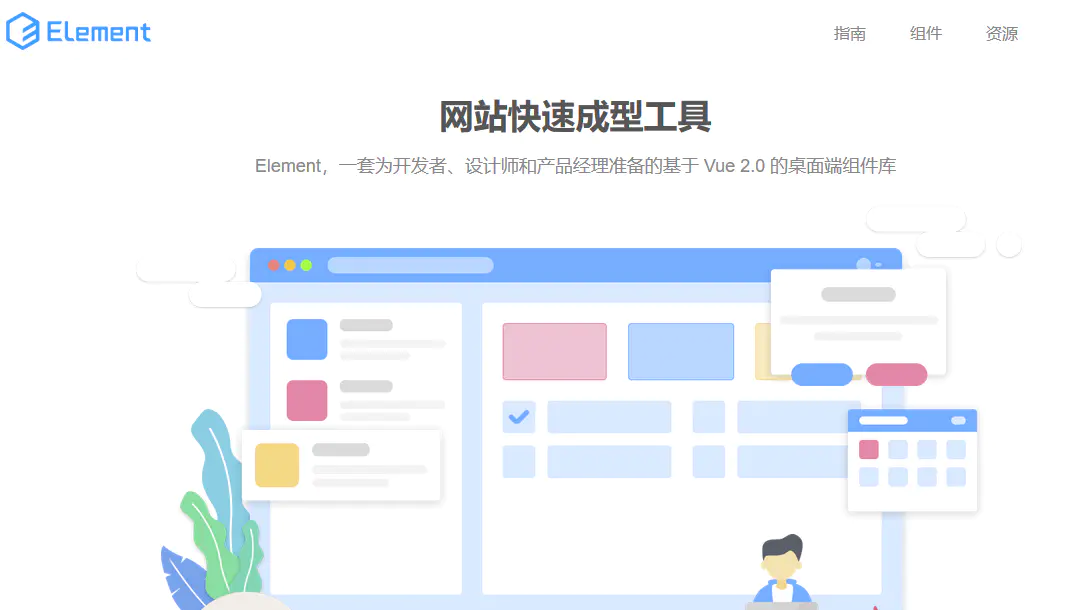 Element
指南
组件
资源
网站快速成型工具
Element，一套为开发者、设计师和产品经理准备的基于 Vue 2.0 的桌面端组件库